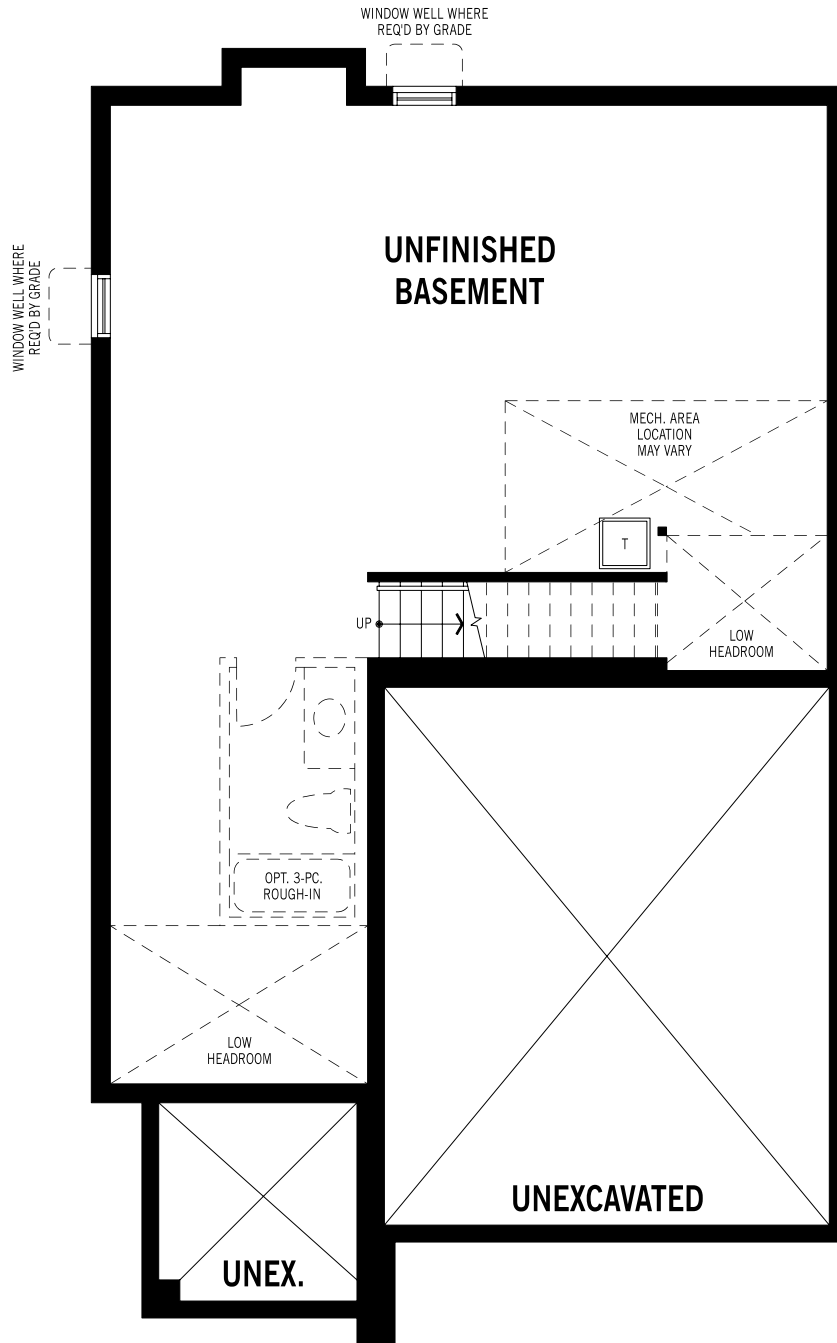 WINDOW WELL WHERE
REQ'D BY GRADE
WINDOW WELL WHERE
REQ'D BY GRADE
UNFINISHED
BASEMENT
MECH. AREA
LOCATION
MAY VARY
T
UP
LOW
HEADROOM
OPT. 3-PC.
ROUGH-IN
LOW
HEADROOM
UNEXCAVATED
UNEX.